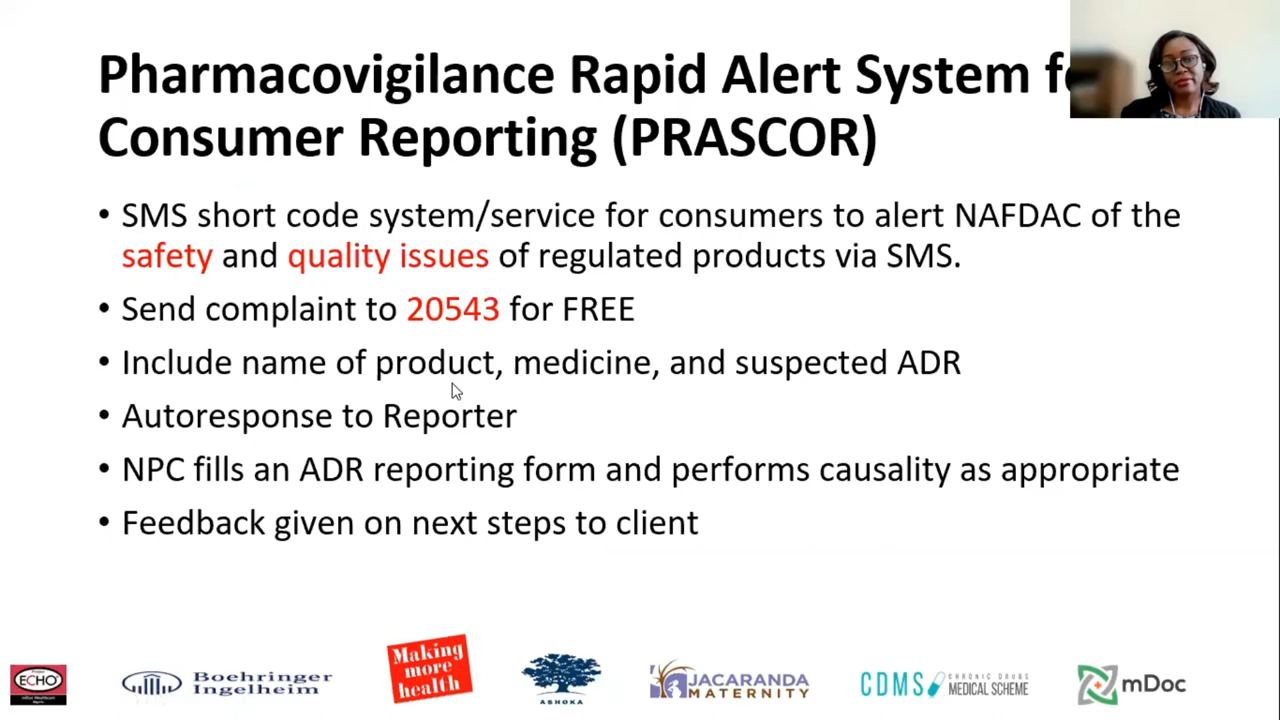 Pharmacovigilance Rapid Alert System f
Consumer Reporting (PRASCOR)
• SMS short code system/service for consumers to alert NAFDAC of the
safety and quality issues of regulated products via SMS.
• Send complaint to 20543 for FREE
• Include name of product, medicine, and suspected ADR
• Autoresponse to Reporter
• NPC fills an ADR reporting form and performs causality as appropriate
• Feedback given on next steps to client
ECHO
Boehringer
Ingelheim
Making
more
health
ASHOKA
JACARANDA
MATERNITY
CDMS CHRONIC DRUGS
MEDICAL SCHEME
mDoc